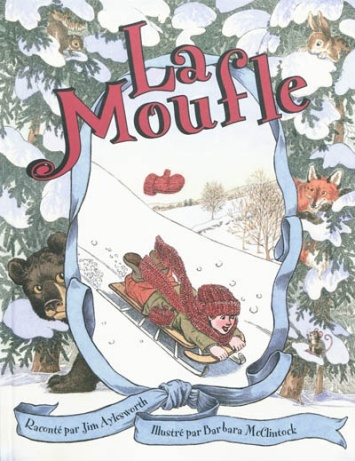 La
Moufle
Raconté par Jim Aylesworth
Illustré par Barbara McClintock